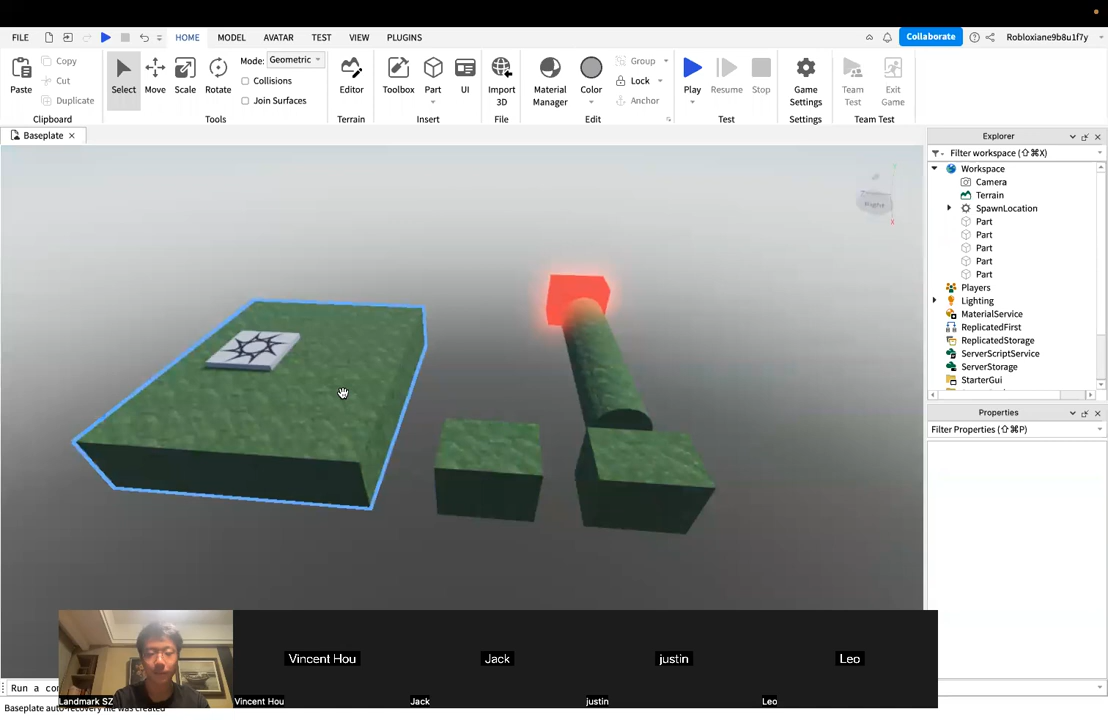 FILE
HOME
MODEL
AVATAR
TEST
VIEW
PLUGINS
Collaborate
Robloxiane9b8u1f7y
Paste
Copy
Cut
Duplicate
Clipboard
Select
Move
Scale
Rotate
Mode: Geometric
Collisions
Join Surfaces
Tools
Editor
Terrain
Toolbox
Part
UI
Insert
Import
3D
File
Material
Manager
Color
Group
Lock
Anchor
Edit
Play
Resume
Stop
Test
Game
Settings
Settings
Team
Test
Exit
Game
Team Test
Baseplate
Right
Explorer
Filter workspace (⇧⌘X)
Workspace
Camera
Terrain
SpawnLocation
Part
Part
Part
Part
Part
Players
Lighting
MaterialService
ReplicatedFirst
ReplicatedStorage
ServerScriptService
ServerStorage
StarterGui
Properties
Filter Properties (⇧⌘P)
Vincent Hou
Jack
justin
Leo
Run a co
Landmark SZ
Vincent Hou
Jack
justin
Leo
Baseplate auto-recovery file was created